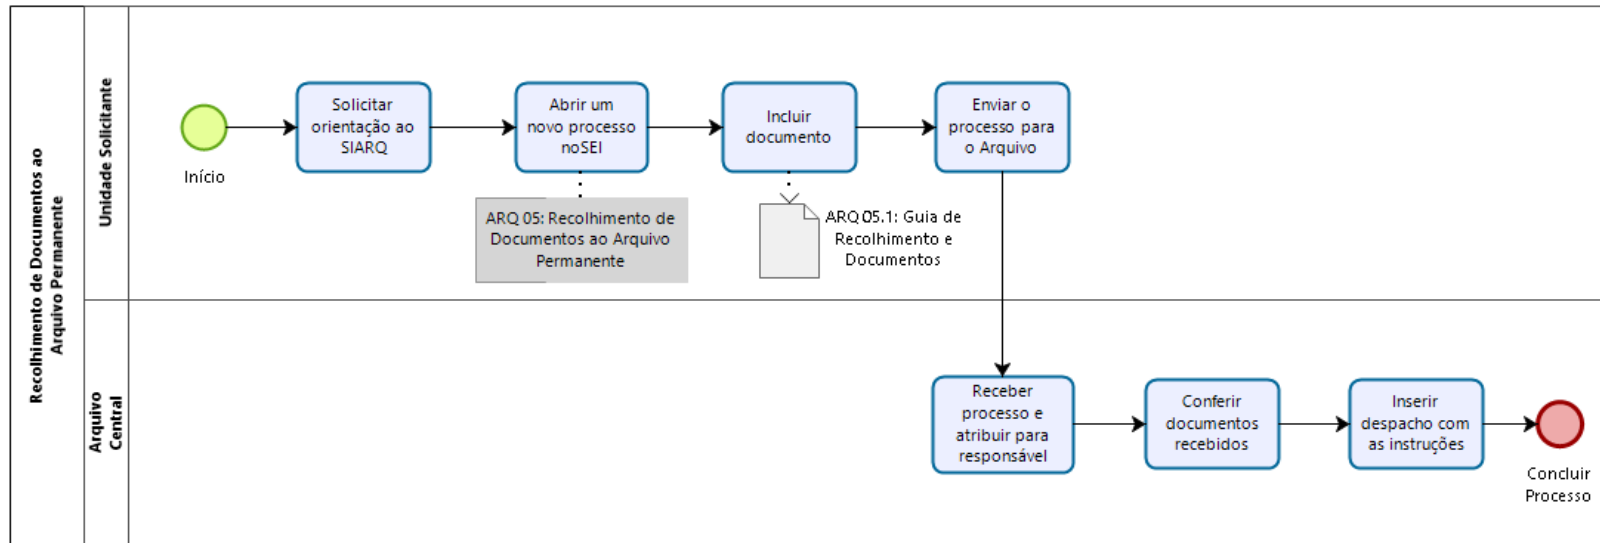 Recolhimento de Documentos ao
Arquivo Permanente
Unidade Solicitante
Início
Solicitar
orientação ao
SIARQ
Abrir um
novo processo
noSEI
Incluir
documento
Enviar o
processo para
o Arquivo
ARQ 05: Recolhimento de
Documentos ao Arquivo
Permanente
ARQ 05.1: Guia de
Recolhimento e
Documentos
Arquivo
Central
Receber
processo e
atribuir para
responsável
Conferir
documentos
recebidos
Inserir
despacho com
as instruções
Concluir
Processo